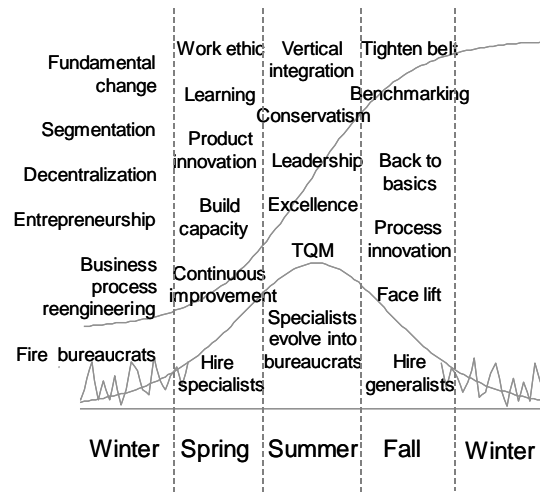 Fundamental
change
Segmentation
Decentralization
Entrepreneurship
Business
process
reengineering
Fire bureaucrats
Work ethic
Learning
Product
innovation
Build
capacity
Continuous
improvement
Hire
specialists
Vertical
integration
Conservatism
Leadership
Excellence
TQM
Specialists
evolve into
bureaucrats
Tighten belt
Benchmarking
Back to
basics
Process
innovation
Face lift
Hire
generalists
Winter
Spring
Summer
Fall
Winter